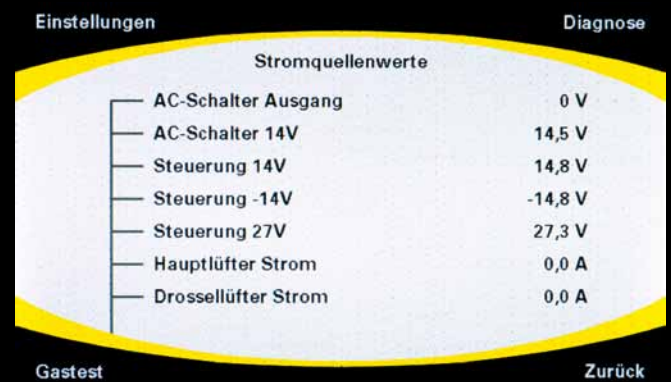 Einstellungen Diagnose
Stromquellenwerte
AC-Schalter Ausgang 0 V
AC-Schalter 14V 14,5 V
Steuerung 14V 14,8 V
Steuerung -14V -14,8 V
Steuerung 27V 27,3 V
Hauptlüfter Strom 0,0 A
Drossellüfter Strom 0,0 A
Gastest Zurück